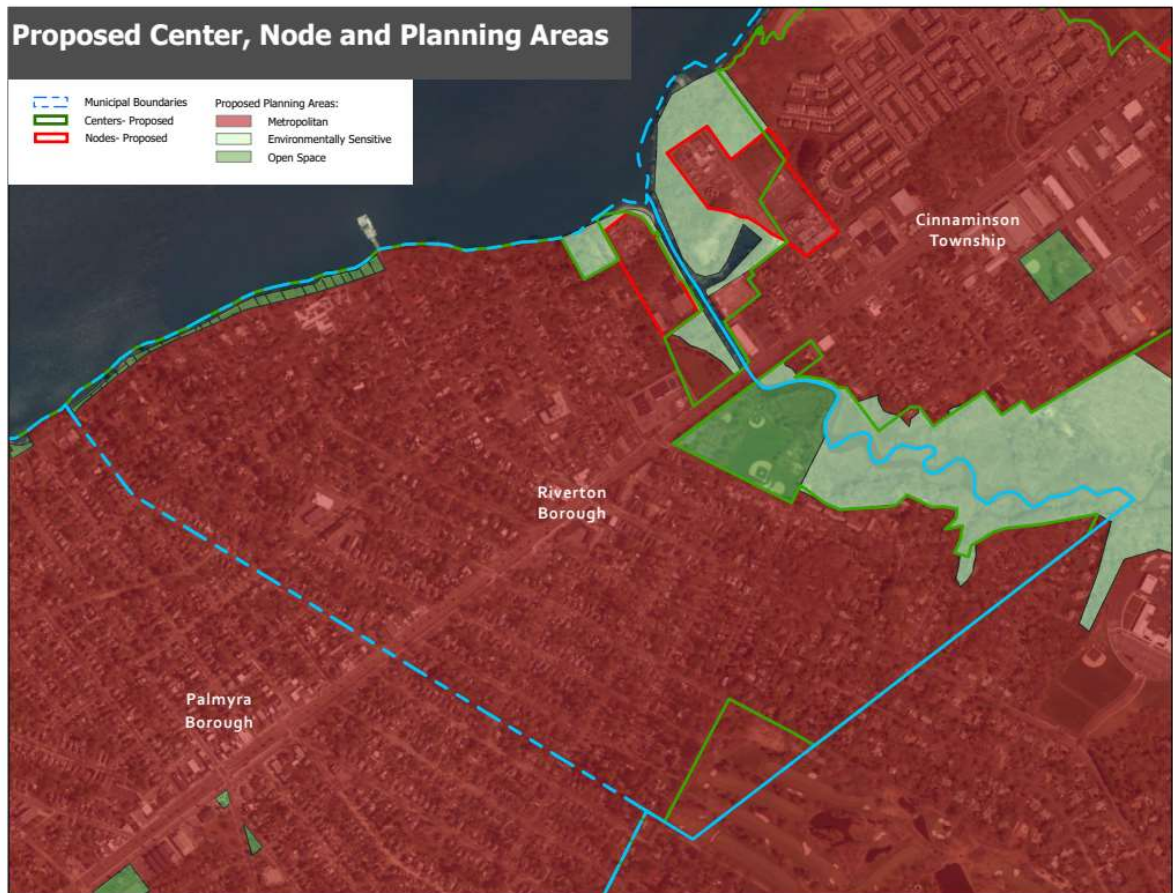 Proposed Center, Node and Planning Areas
Municipal Boundaries
Centers- Proposed
Nodes- Proposed
Proposed Planning Areas:
Metropolitan
Environmentally Sensitive
Open Space
Cinnaminson
Township
Riverton
Borough
Palmyra
Borough